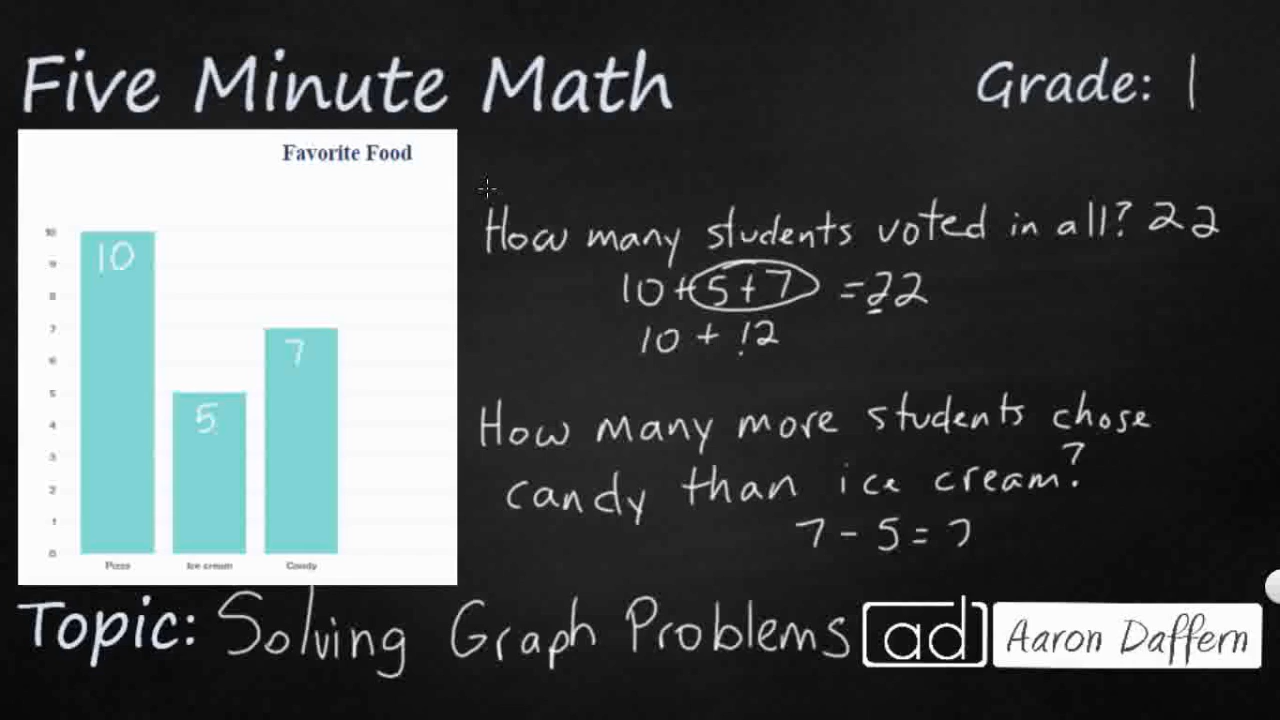 Five Minute Math
Grade: 1
Favorite Food
10
9
8
7
6
5
4
3
2
1
0
10
5
7
Pizza Ice cream Candy
How many students voted in all? 22
10+5+7 =22
10 + 12
How many more students chose
candy than ice cream?
7-5=
Topic: Solving Graph Problems
ad Aaron Daffern